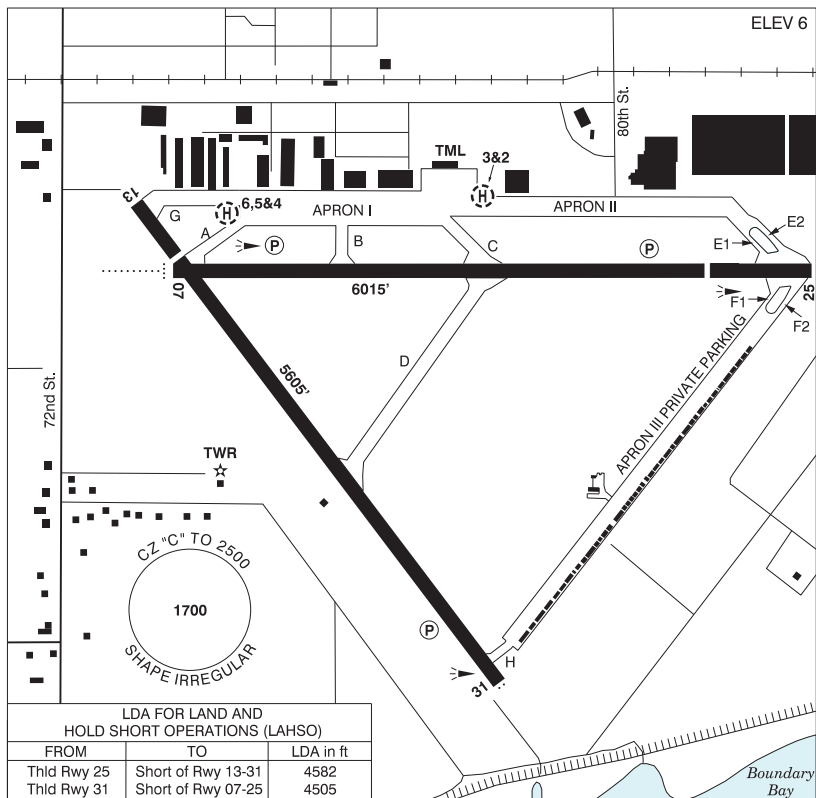 ELEV 6
80th St.
TML
3&2
H
13
6,5&4
H
G
APRON I
APRON II
E2
A
P
B
C
P
E1
07
6015'
25
F1
F2
5605'
D
72nd St.
APRON III PRIVATE PARKING
TWR
CZ "C" TO 2500
1700
SHAPE IRREGULAR
P
H
31
LDA FOR LAND AND
HOLD SHORT OPERATIONS (LAHSO)
FROM TO LDA in ft
Thld Rwy 25 Short of Rwy 13-31 4582
Thld Rwy 31 Short of Rwy 07-25 4505
Boundary
Bay